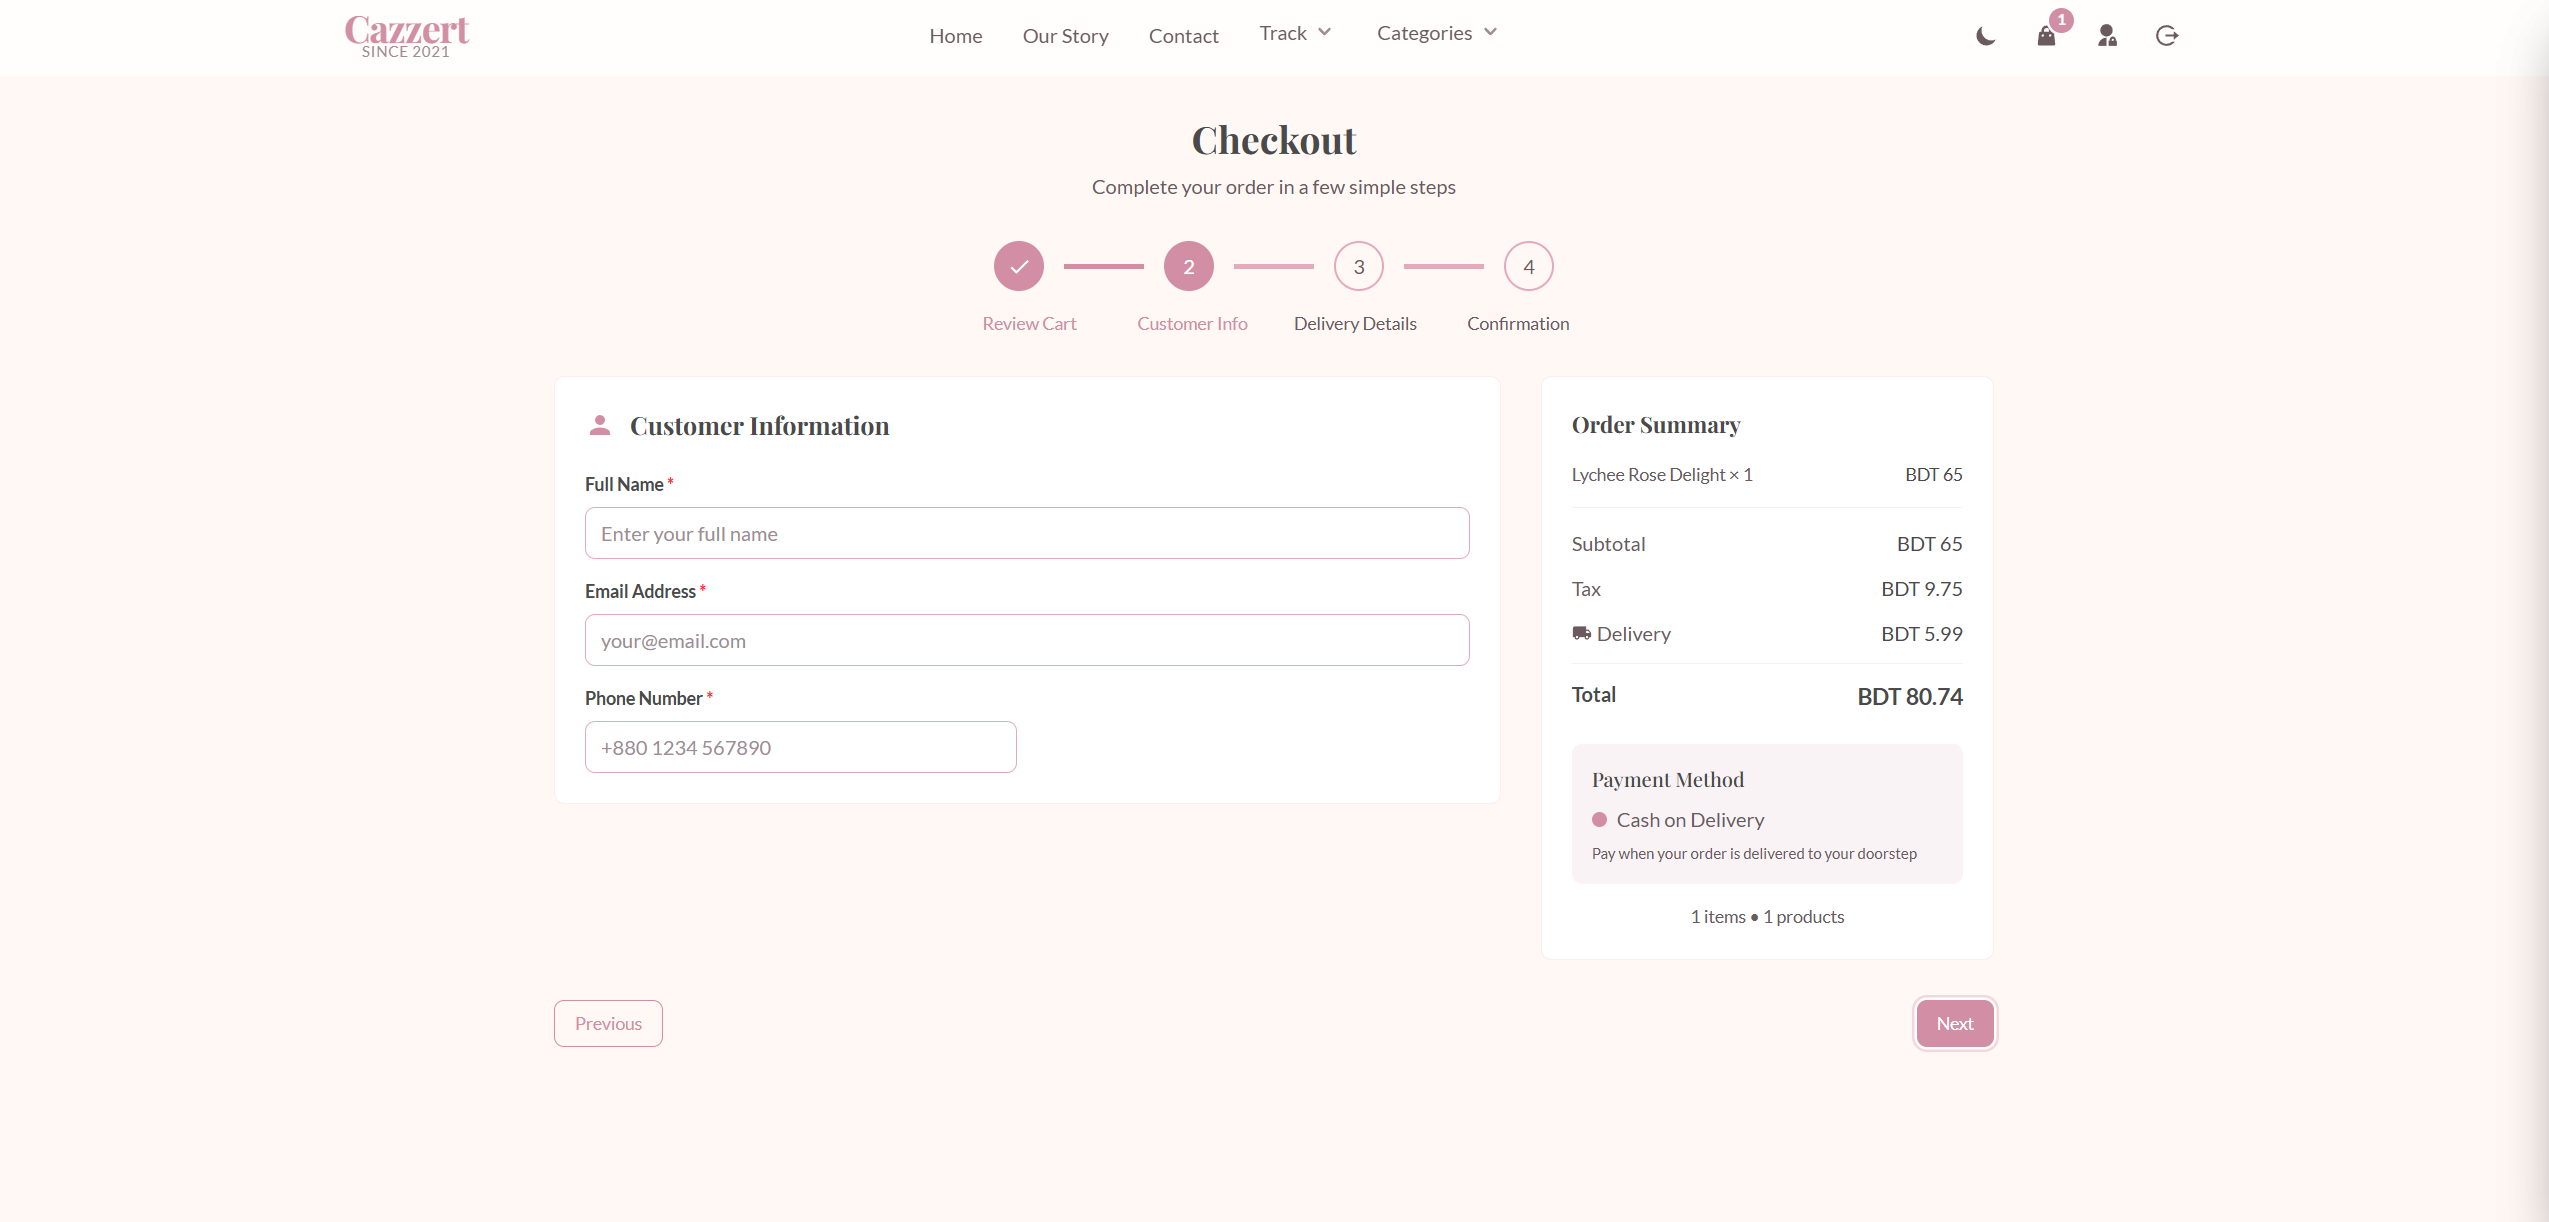 Cazzert
SINCE 2021
Home Our Story Contact Track Categories
1
Checkout
Complete your order in a few simple steps
2 3 4
Review Cart Customer Info Delivery Details Confirmation
Customer Information
Full Name *
Enter your full name
Email Address *
your@email.com
Phone Number *
+880 1234 567890
Order Summary
Lychee Rose Delight × 1 BDT 65
Subtotal BDT 65
Tax BDT 9.75
Delivery BDT 5.99
Total BDT 80.74
Payment Method
Cash on Delivery
Pay when your order is delivered to your doorstep
1 items • 1 products
Previous Next